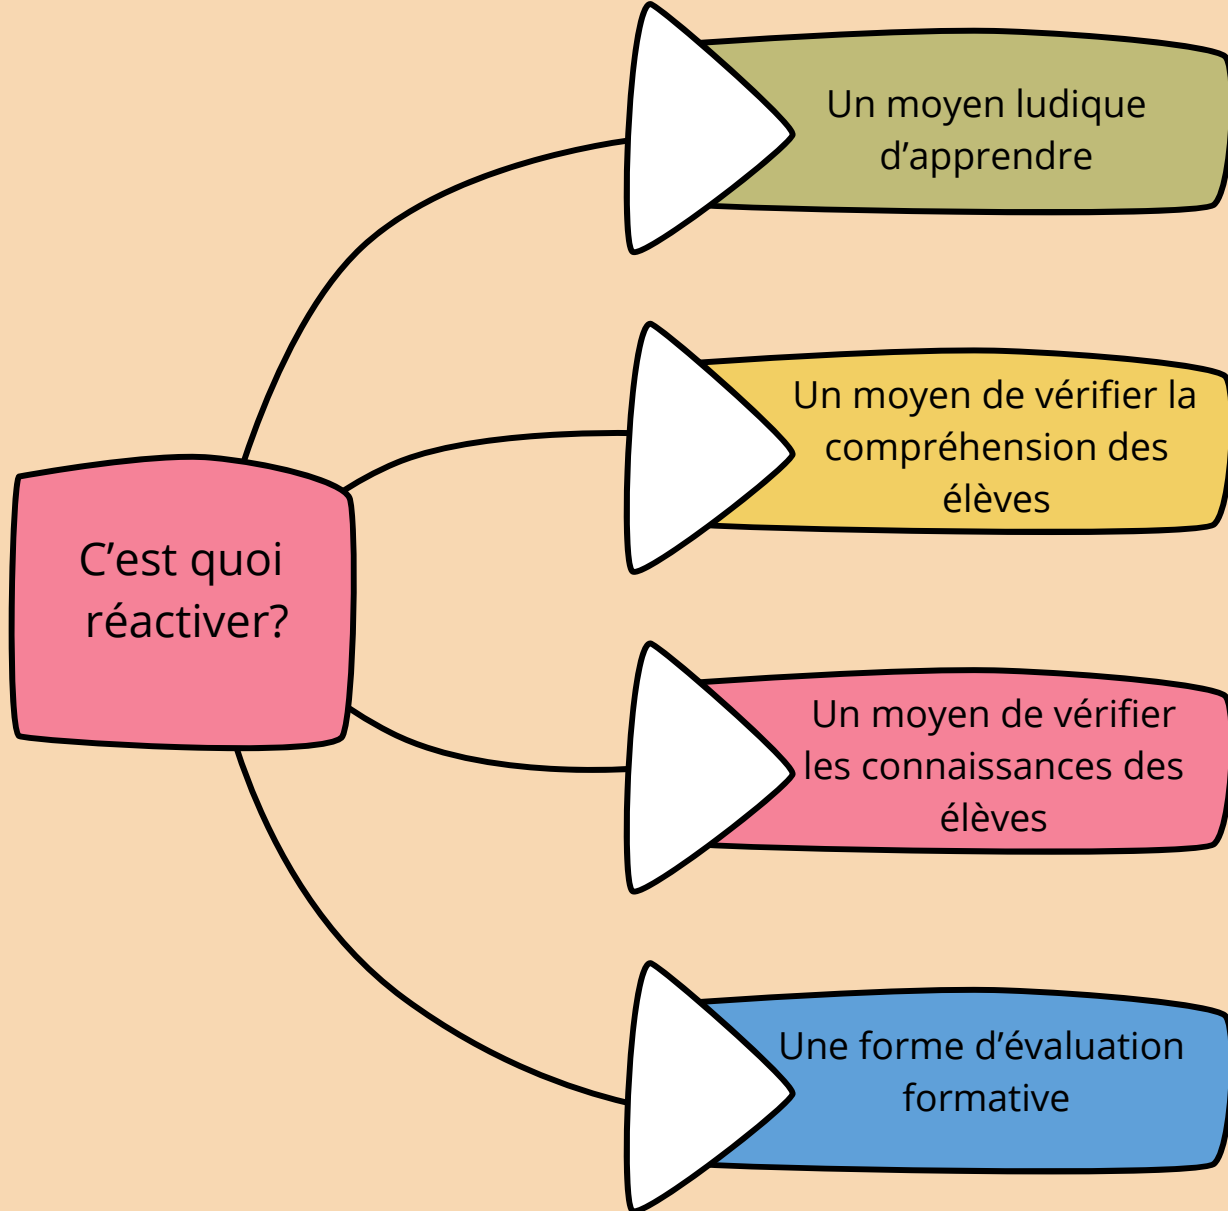 C’est quoi
réactiver?
Un moyen ludique
d’apprendre
Un moyen de vérifier la
compréhension des
élèves
Un moyen de vérifier
les connaissances des
élèves
Une forme d’évaluation
formative